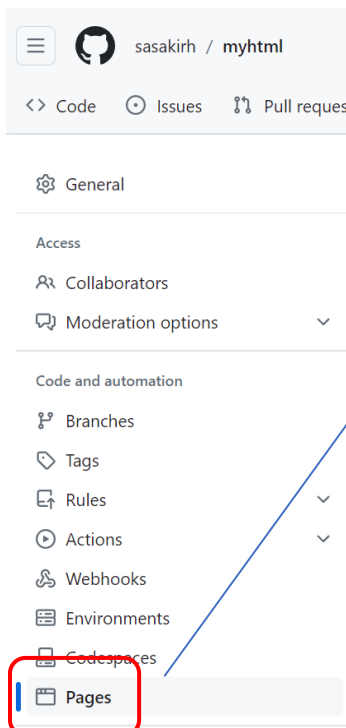 sasakirh / myhtml
Code Issues Pull reques
General
Access
Collaborators
Moderation options
Code and automation
Branches
Tags
Rules
Actions
Webhooks
Environments
Codespaces
Pages